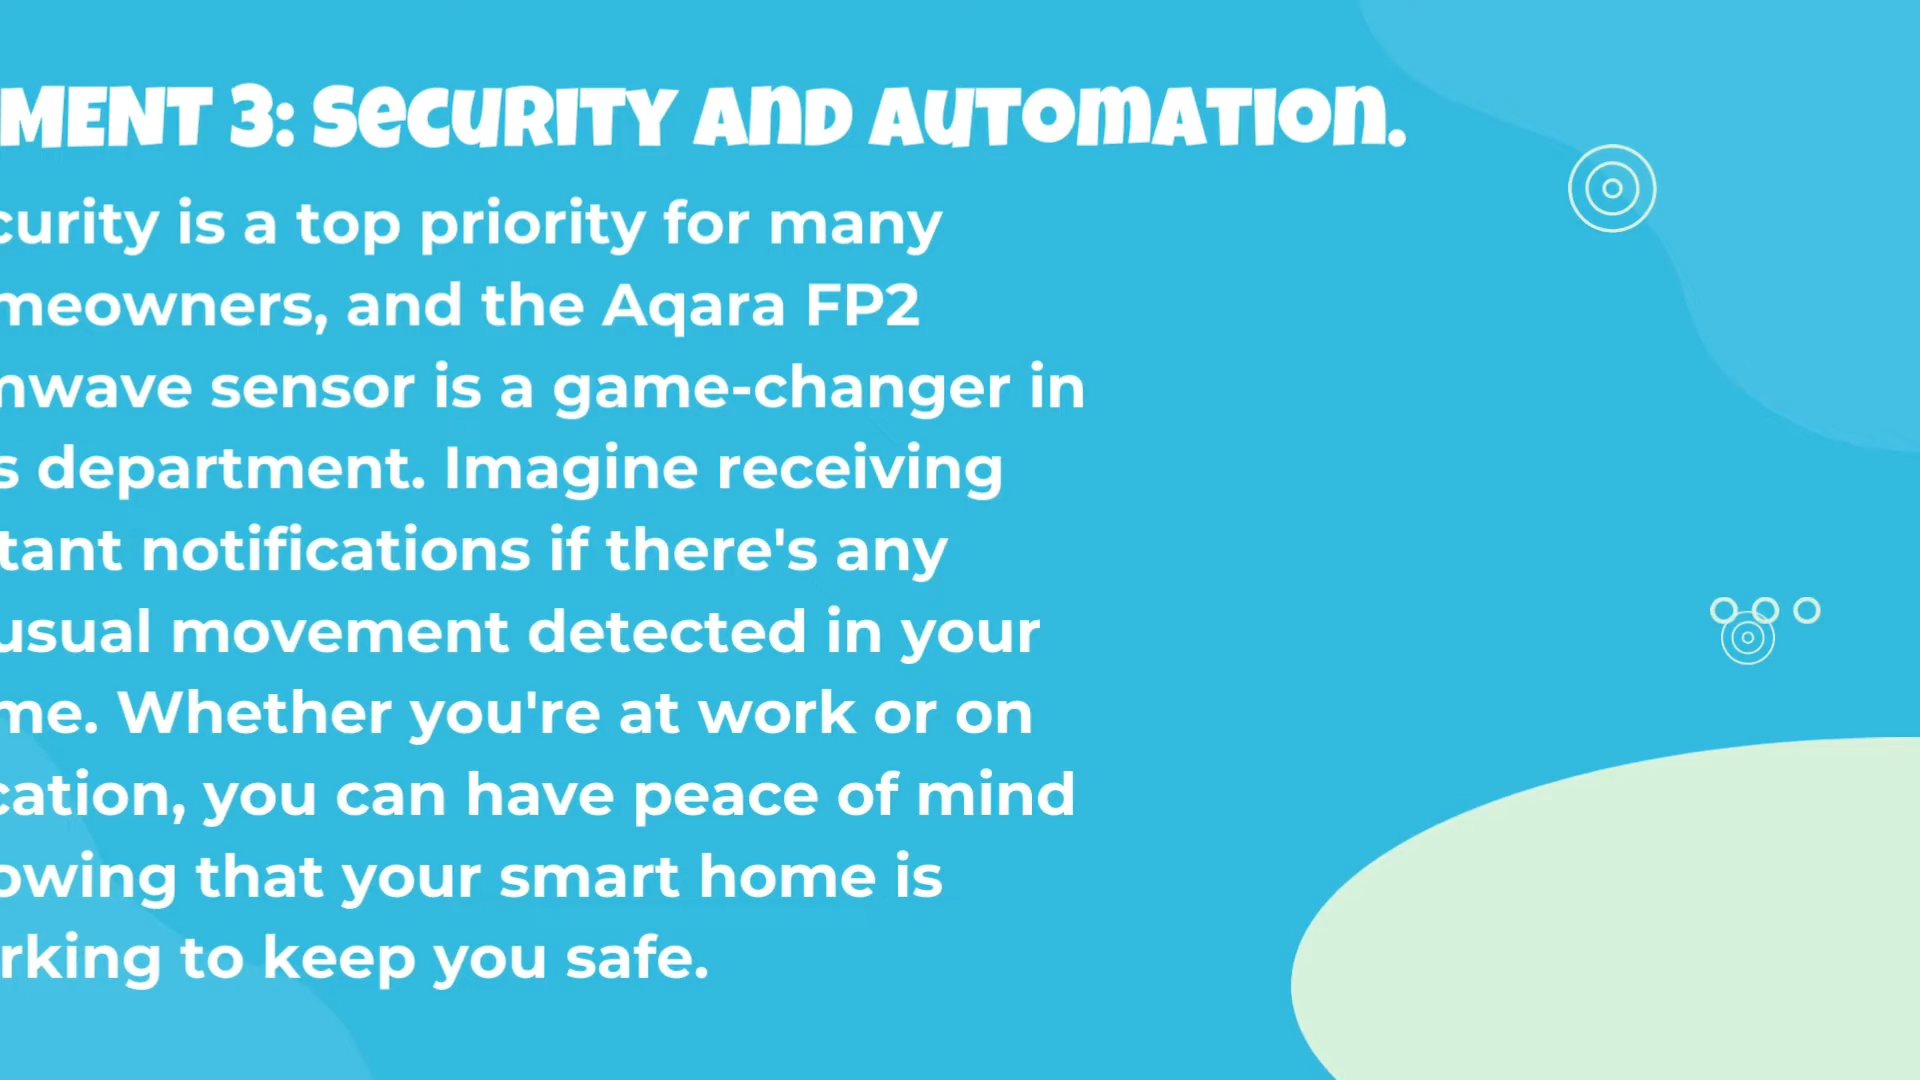 MENT 3: SECURITY AND AUTOMATION.
curity is a top priority for many
meowners, and the Aqara FP2
mwave sensor is a game-changer in
s department. Imagine receiving
tant notifications if there's any
usual movement detected in your
me. Whether you're at work or on
cation, you can have peace of mind
owing that your smart home is
rking to keep you safe.